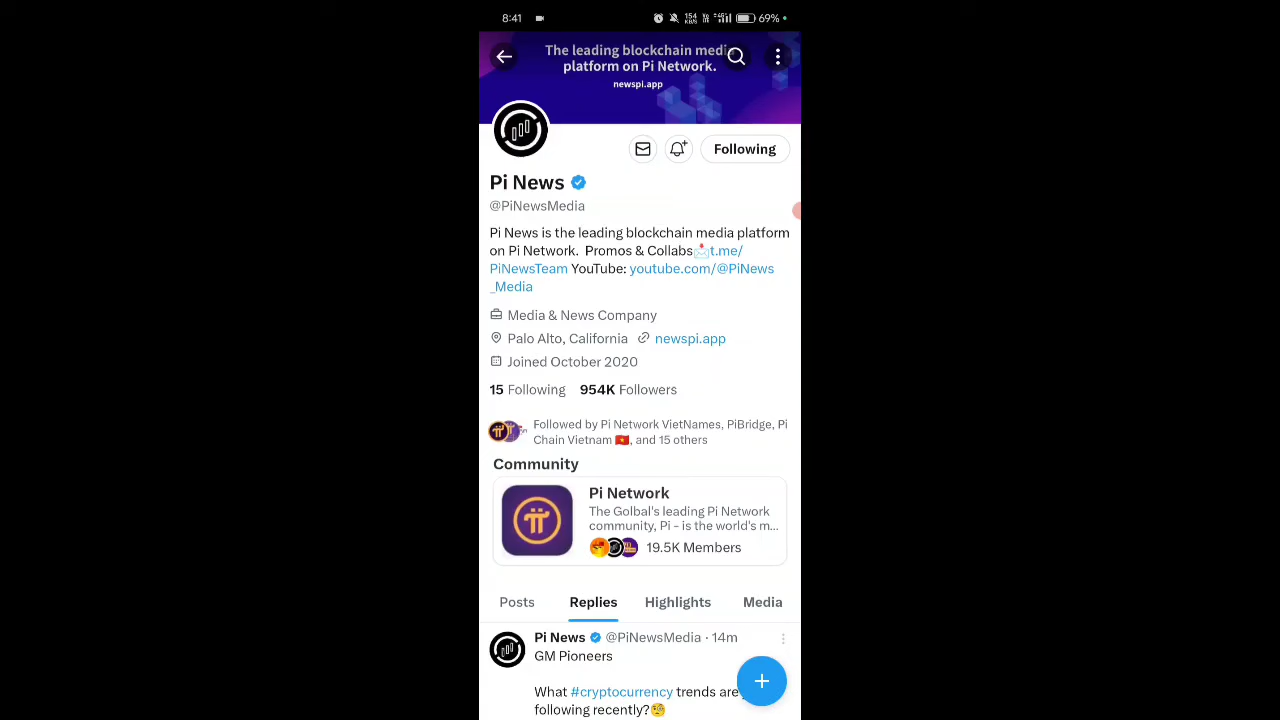 8:41
154
KB/S
69%
The leading blockchain media
platform on Pi Network.
newspi.app
Following
Pi News
@PiNewsMedia
Pi News is the leading blockchain media platform
on Pi Network. Promos & Collabs📩t.me/
PiNewsTeam YouTube: youtube.com/@PiNews
_Media
Media & News Company
Palo Alto, California newspi.app
Joined October 2020
15 Following 954K Followers
Followed by Pi Network VietNames, PiBridge, Pi
Chain Vietnam 🇻🇳, and 15 others
Community
Pi Network
The Golbal's leading Pi Network
community, Pi - is the world's m...
19.5K Members
Posts Replies Highlights Media
Pi News @PiNewsMedia · 14m
GM Pioneers
What #cryptocurrency trends are
following recently?🧐